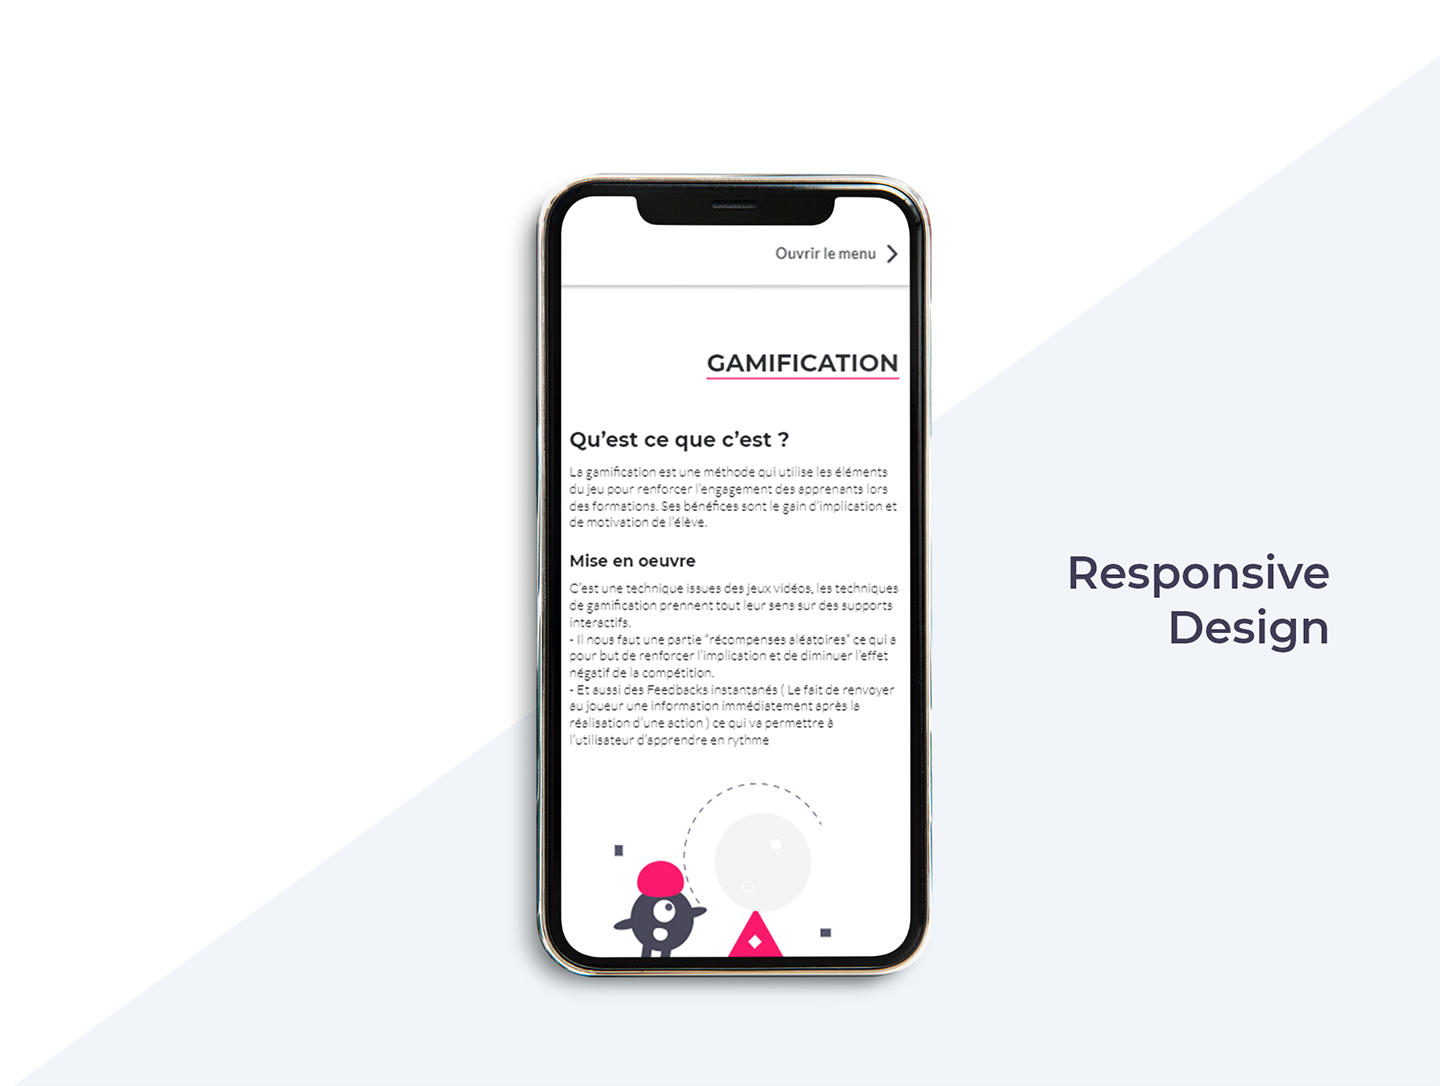 Ouvrir le menu
GAMIFICATION
Qu’est ce que c’est ?
La gamification est une méthode qui utilise les éléments
du jeu pour renforcer l’engagement des apprenants lors
des formations. Ses bénéfices sont le gain d’implication et
de motivation de l’élève.
Mise en oeuvre
C’est une technique issues des jeux vidéos, les techniques
de gamification prennent tout leur sens sur des supports
interactifs.
- Il nous faut une partie “récompenses aléatoires” ce qui a
pour but de renforcer l’implication et de diminuer l’effet
négatif de la compétition.
- Et aussi des Feedbacks instantanés ( Le fait de renvoyer
au joueur une information immédiatement après la
réalisation d’une action ) ce qui va permettre à
l’utilisateur d’apprendre en rythme
Responsive
Design